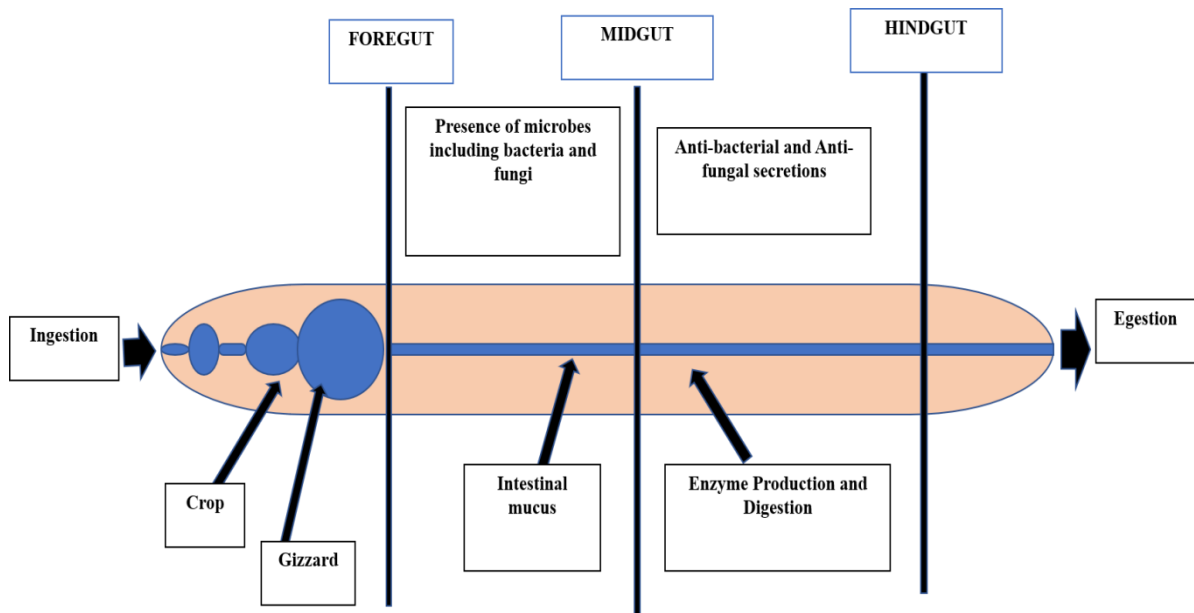 FOREGUT
MIDGUT
HINDGUT
Presence of microbes
including bacteria and
fungi
Anti-bacterial and Anti-
fungal secretions
Ingestion
Egestion
Crop
Gizzard
Intestinal
mucus
Enzyme Production and
Digestion